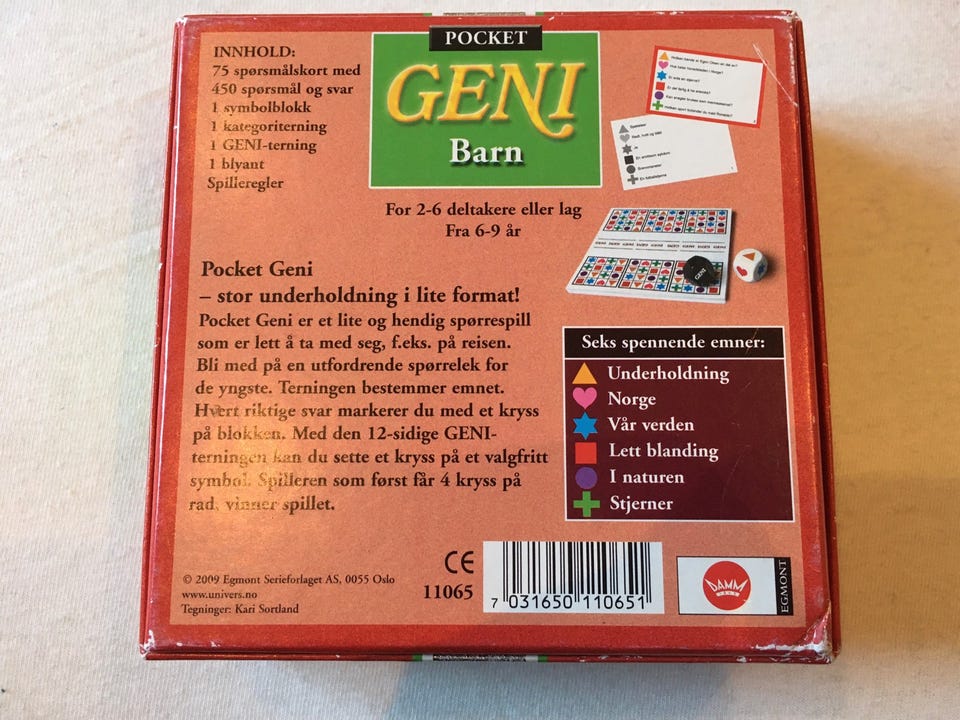 INNHOLD:
75 spørsmålskort med
450 spørsmål og svar
1 symbolblokk
1 kategoriterning
1 GENI-terning
1 blyant
Spilleregler
POCKET
GENI
Barn
For 2-6 deltakere eller lag
Fra 6-9 år
Pocket Geni
– stor underholdning i lite format!
Pocket Geni er et lite og hendig spørrespill
som er lett å ta med seg, f.eks. på reisen.
Bli med på en utfordrende spørrelek for
de yngste. Terningen bestemmer emnet.
Hvert riktige svar markerer du med et kryss
på blokken. Med den 12-sidige GENI-
terningen kan du sette et kryss på et valgfritt
symbol. Spilleren som først får 4 kryss på
rad, vinner spillet.
GENI
Seks spennende emner:
Underholdning
Norge
Vår verden
Lett blanding
I naturen
Stjerner
© 2009 Egmont Serieforlaget AS, 0055 Oslo
www.univers.no
Tegninger: Kari Sortland
CE
11065
7 031650 110651
DAMM
EGMONT